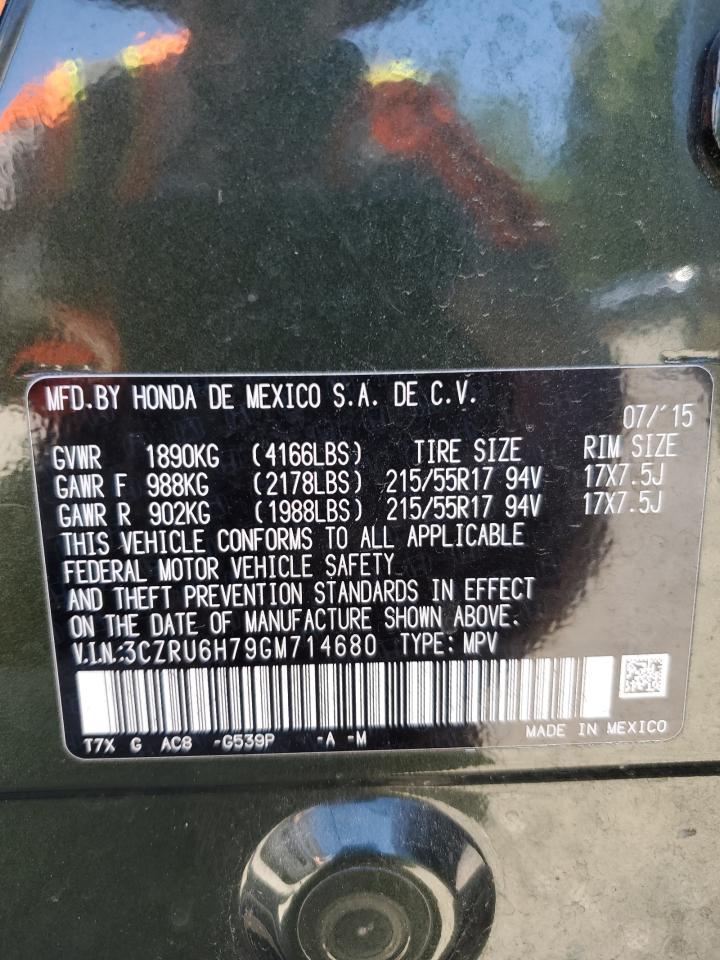 MFD.BY HONDA DE MEXICO S.A. DE C.V.
07/'15
GVWR 1890KG (4166LBS) TIRE SIZE RIM SIZE
GAWR F 988KG (2178LBS) 215/55R17 94V 17X7.5J
GAWR R 902KG (1988LBS) 215/55R17 94V 17X7.5J
THIS VEHICLE CONFORMS TO ALL APPLICABLE
FEDERAL MOTOR VEHICLE SAFETY
AND THEFT PREVENTION STANDARDS IN EFFECT
ON THE DATE OF MANUFACTURE SHOWN ABOVE.
V.I.N.:3CZRU6H79GM714680 TYPE: MPV
T7X G AC8 -G539P -A -M MADE IN MEXICO